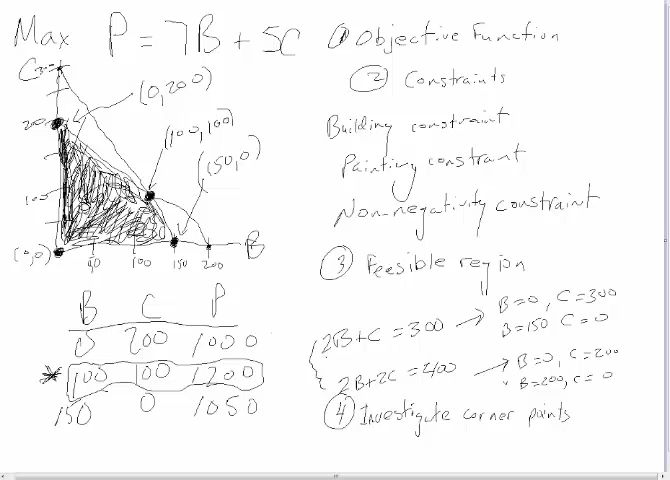 Max P = 7B + 5C
C 300
(0,200)
200
(100,100)
(150,0)
100
(0,0)
50 100 150 200 B
B C P
0 200 1000
* 100 100 1200
150 0 1050
① Objective Function
② Constraints
Building constraint
Painting constraint
Non-negativity constraint
③ Feesible region
2B+C = 300 → B=0, C=300
B=150 C=0
2B+2C = 400 → B=0, C=200
B=200, C=0
④ Investigate corner points